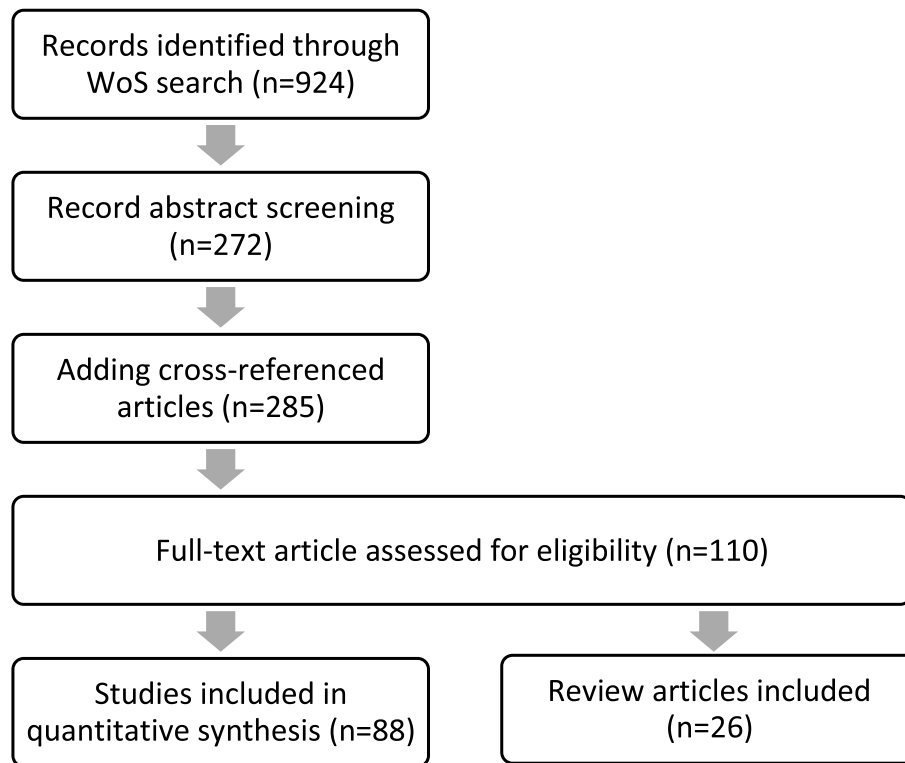 Records identified through
WoS search (n=924)
Record abstract screening
(n=272)
Adding cross-referenced
articles (n=285)
Full-text article assessed for eligibility (n=110)
Studies included in
quantitative synthesis (n=88)
Review articles included
(n=26)